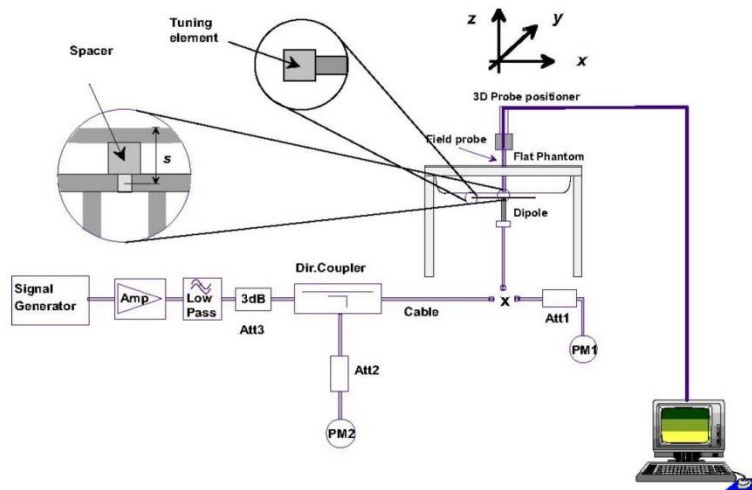 Tuning
element
Spacer
s
z
y
x
3D Probe positioner
Field probe
Flat Phantom
Dipole
Signal
Generator
Amp
Low
Pass
3dB
Att3
Dir.Coupler
Cable
x
Att1
PM1
Att2
PM2